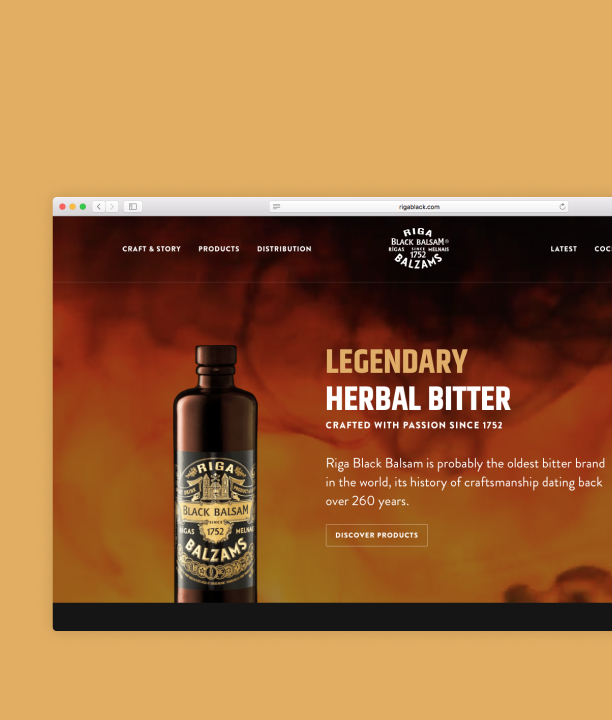 rigablack.com
CRAFT & STORY PRODUCTS DISTRIBUTION
RIGA
BLACK BALSAM®
RĪGAS SINCE MELNAIS
1752
BALZAMS
LATEST COC
LEGENDARY
HERBAL BITTER
CRAFTED WITH PASSION SINCE 1752
Riga Black Balsam is probably the oldest bitter brand
in the world, its history of craftsmanship dating back
over 260 years.
DISCOVER PRODUCTS
RIGA
BLACK BALSAM
SINCE
RĪGAS 1752 MELNAIS
BALZAMS